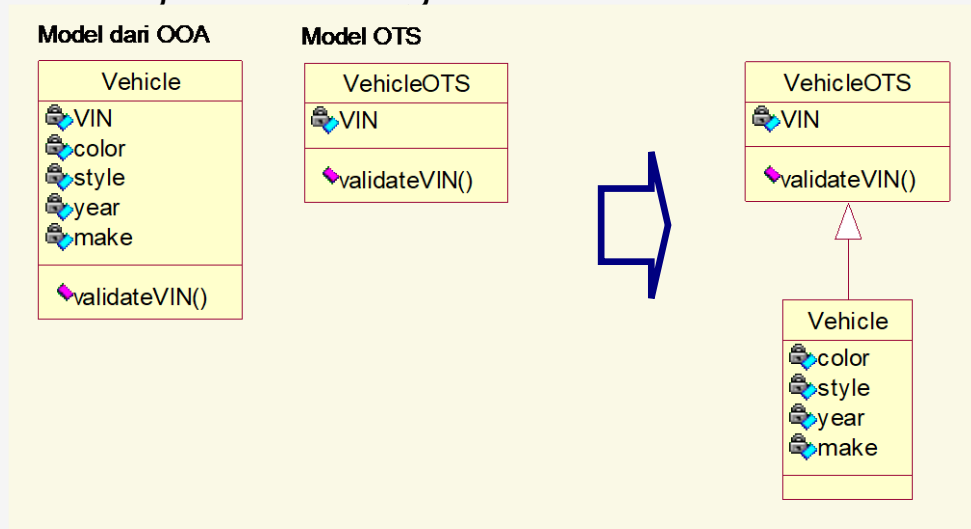 Model dari OOA
Vehicle
VIN
color
style
year
make
validateVIN()
Model OTS
VehicleOTS
VIN
validateVIN()
VehicleOTS
VIN
validateVIN()
Vehicle
color
style
year
make